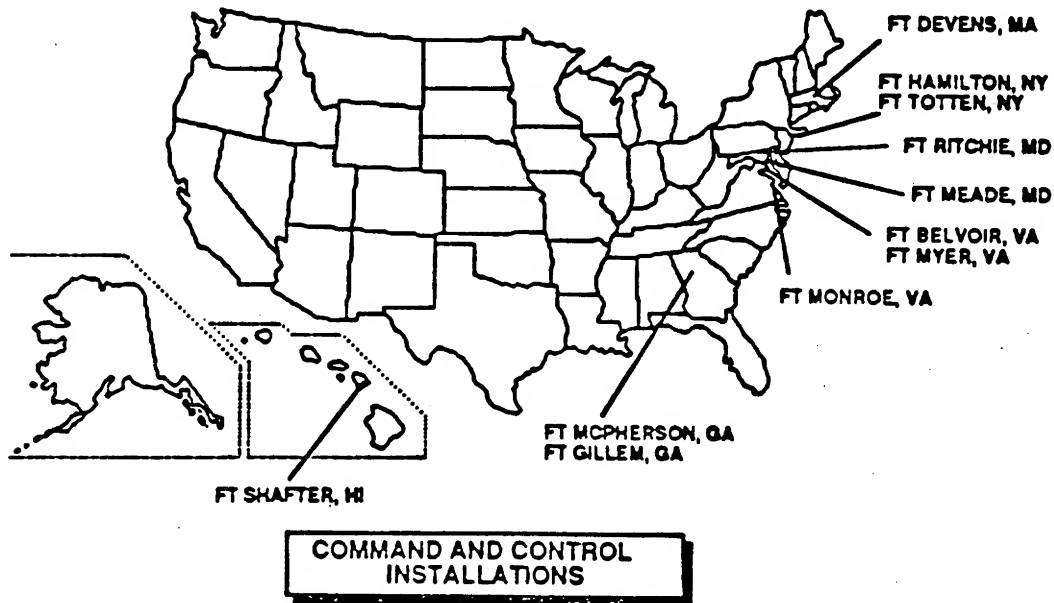 FT DEVENS, MA
FT HAMILTON, NY
FT TOTTEN, NY
FT RITCHIE, MD
FT MEADE, MD
FT BELVOIR, VA
FT MYER, VA
FT MONROE, VA
FT MCPHERSON, GA
FT GILLEM, GA
FT SHAFTER, HI
COMMAND AND CONTROL
INSTALLATIONS